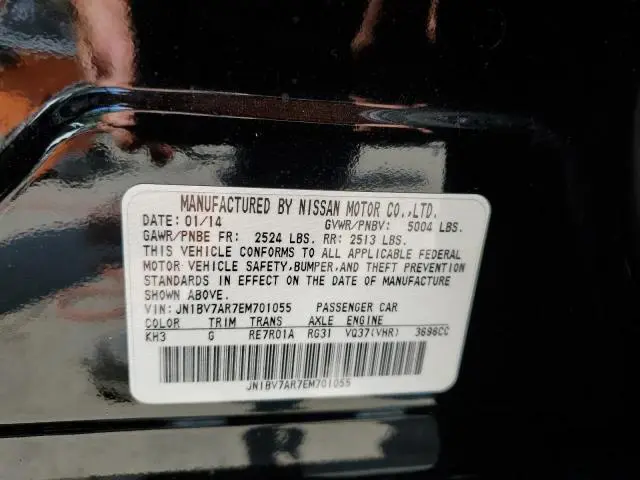 MANUFACTURED BY NISSAN MOTOR CO.,LTD.
DATE: 01/14 GVWR/PNBV: 5004 LBS.
GAWR/PNBE FR: 2524 LBS. RR: 2513 LBS.
THIS VEHICLE CONFORMS TO ALL APPLICABLE FEDERAL
MOTOR VEHICLE SAFETY,BUMPER,AND THEFT PREVENTION
STANDARDS IN EFFECT ON THE DATE OF MANUFACTURE
SHOWN ABOVE.
VIN: JN1BV7AR7EM701055 PASSENGER CAR
COLOR TRIM TRANS AXLE ENGINE
KH3 G RE7R01A RG31 VQ37(VHR) 3696CC
JN1BV7AR7EM701055